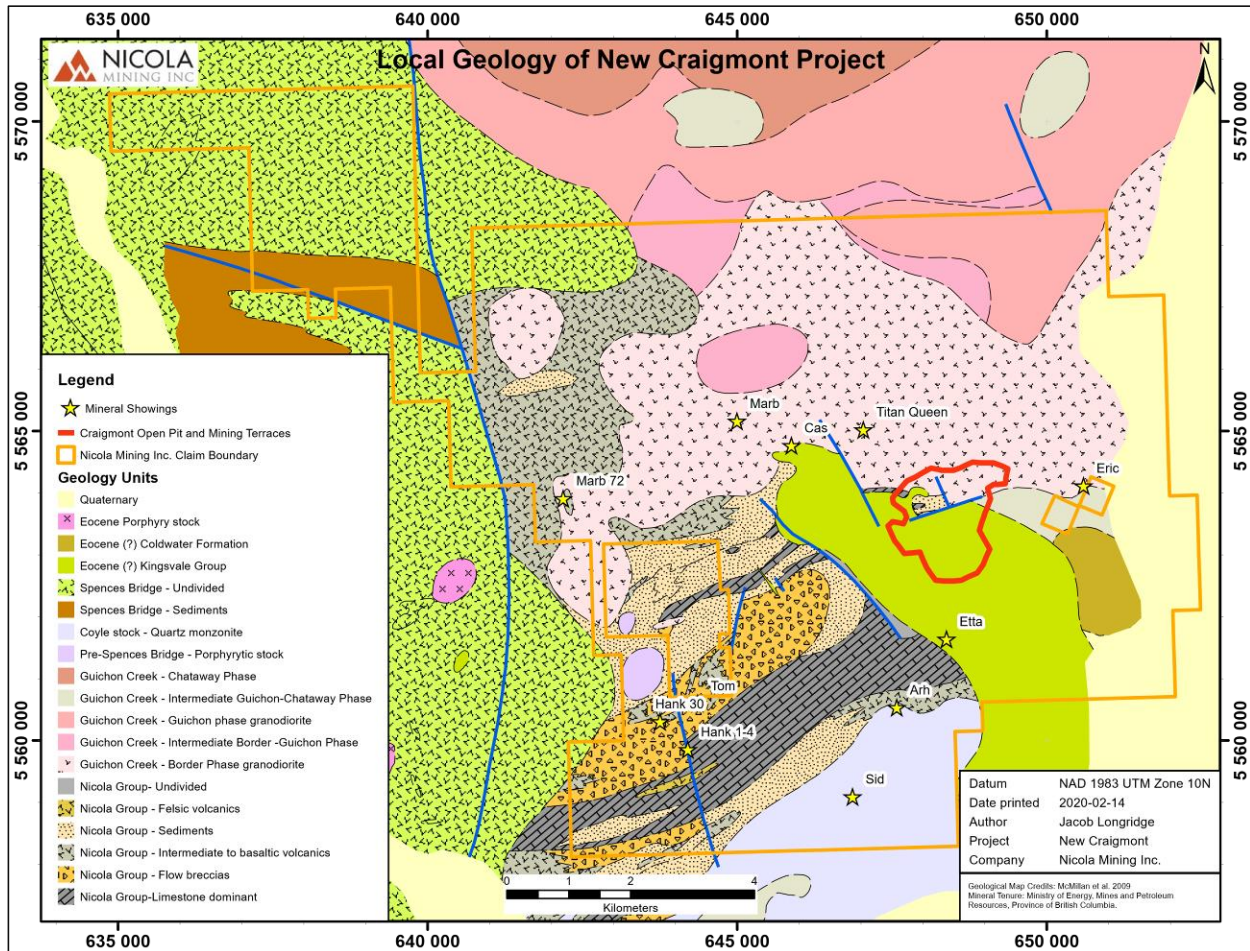 635 000
640 000
645 000
650 000
NICOLA
MINING INC
Local Geology of New Craigmont Project
N
5 570 000
5 570 000
5 565 000
5 565 000
5 560 000
5 560 000
Marb
Cas
Titan Queen
Eric
Marb 72
Etta
Tom
Arh
Hank 30
Hank 1-4
Sid
Legend
Mineral Showings
Craigmont Open Pit and Mining Terraces
Nicola Mining Inc. Claim Boundary
Geology Units
Quaternary
Eocene Porphyry stock
Eocene (?) Coldwater Formation
Eocene (?) Kingsvale Group
Spences Bridge - Undivided
Spences Bridge - Sediments
Coyle stock - Quartz monzonite
Pre-Spences Bridge - Porphyrytic stock
Guichon Creek - Chataway Phase
Guichon Creek - Intermediate Guichon-Chataway Phase
Guichon Creek - Guichon phase granodiorite
Guichon Creek - Intermediate Border -Guichon Phase
Guichon Creek - Border Phase granodiorite
Nicola Group- Undivided
Nicola Group - Felsic volcanics
Nicola Group - Sediments
Nicola Group - Intermediate to basaltic volcanics
Nicola Group - Flow breccias
Nicola Group-Limestone dominant
0 1 2 4
Kilometers
Datum NAD 1983 UTM Zone 10N
Date printed 2020-02-14
Author Jacob Longridge
Project New Craigmont
Company Nicola Mining Inc.
Geological Map Credits: McMillan et al. 2009
Mineral Tenure: Ministry of Energy, Mines and Petroleum
Resources, Province of British Columbia.
635 000
640 000
645 000
650 000